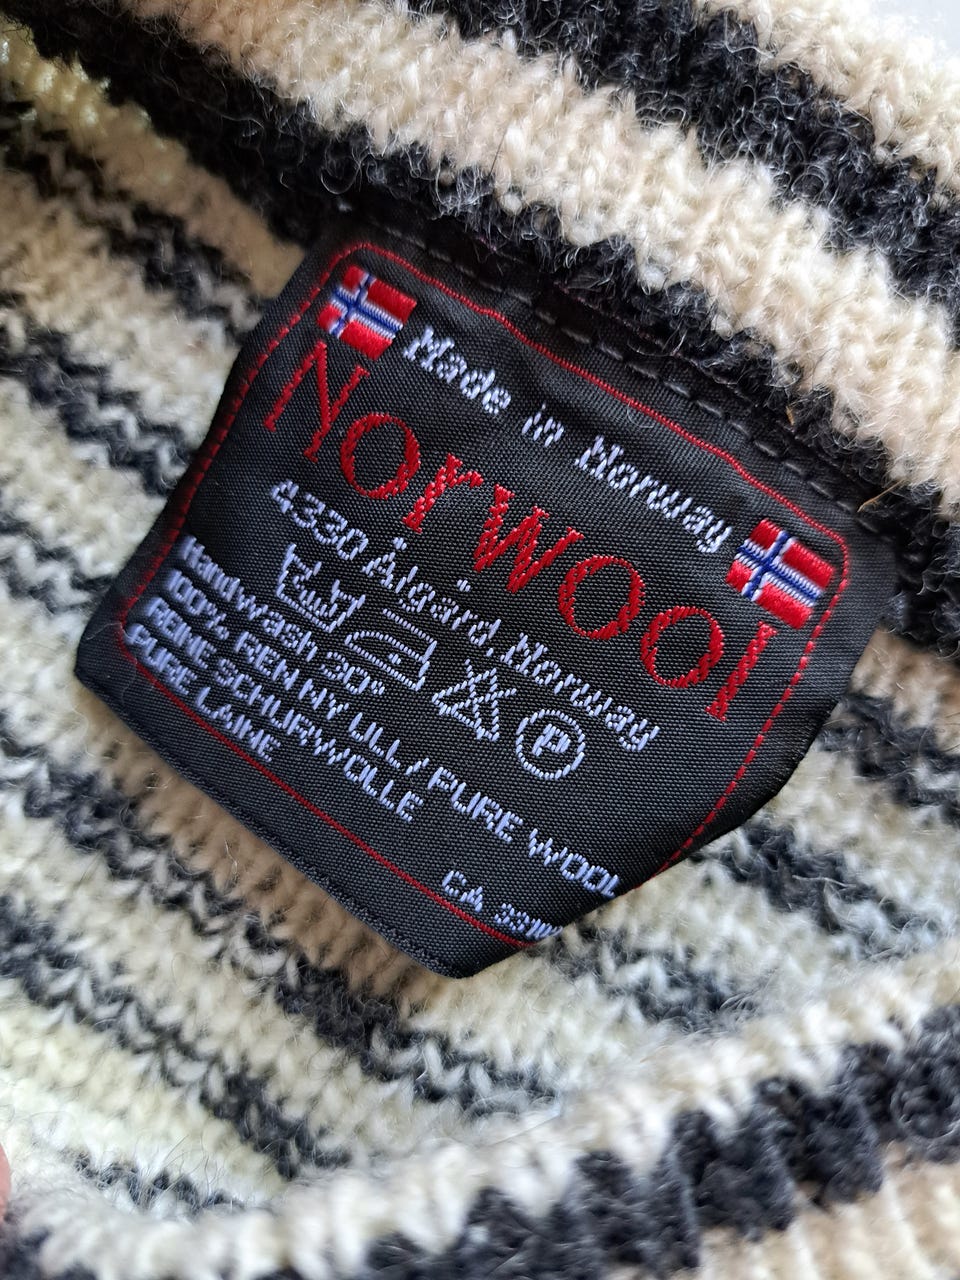 Made in Norway
Norwool
4330 Ålgård, Norway
P
Handwash 30°
100% REN NY ULL / PURE WOOL
REINE SCHURWOLLE
PURE LAINE
CA